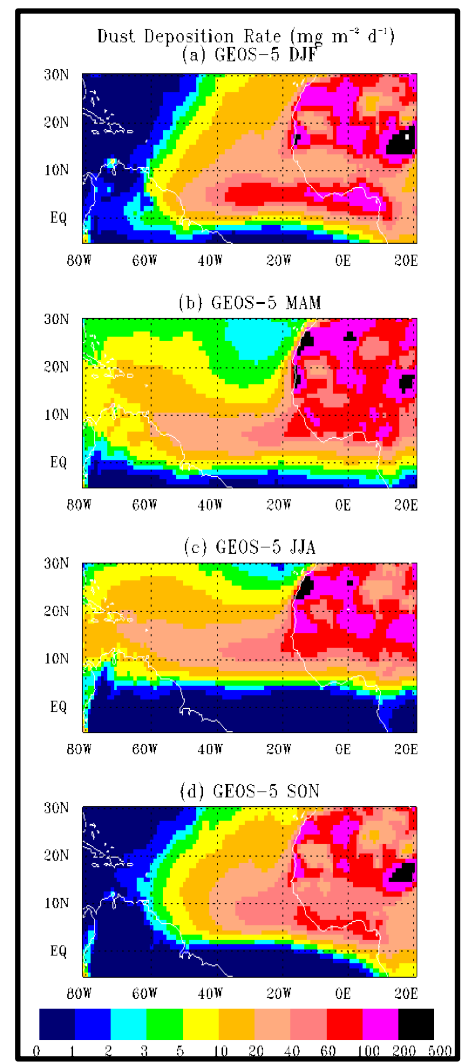 Dust Deposition Rate (mg m⁻² d⁻¹)
(a) GEOS-5 DJF
30N
20N
10N
EQ
80W 60W 40W 20W 0E 20E
(b) GEOS-5 MAM
30N
20N
10N
EQ
80W 60W 40W 20W 0E 20E
(c) GEOS-5 JJA
30N
20N
10N
EQ
80W 60W 40W 20W 0E 20E
(d) GEOS-5 SON
30N
20N
10N
EQ
80W 60W 40W 20W 0E 20E
0 1 2 3 5 10 20 40 60 100 200 500